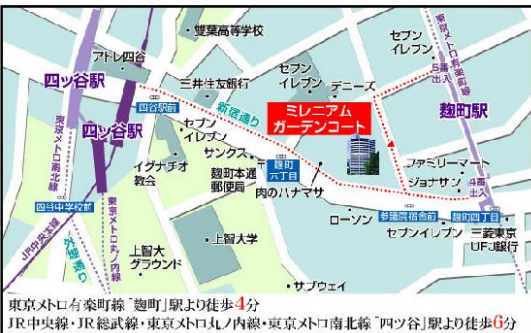 雙葉高等学校
セブン
イレブン
東京メトロ有楽町線
5番
出入
アトレ四谷
四ッ谷駅
三井住友銀行
セブン
イレブン
デニーズ
麹町駅
四谷駅前
新宿通り
ミレニアム
ガーデンコート
四ッ谷駅
セブン
イレブン
サンクス
麹町
六丁目
ファミリーマート
東京メトロ南北線
イグナチオ
教会
麹町本通
郵便局
肉のハナマサ
ジョナサン
4番
出入
四谷中学校前
ローソン
参議院宿舎前
麹町四丁目
JR中央線
外堀通り
東京メトロ丸ノ内線
上智大
グラウンド
上智大学
セブンイレブン
三菱東京
UFJ銀行
サブウェイ
東京メトロ有楽町線「麹町」駅より徒歩4分
JR中央線・JR総武線・東京メトロ丸ノ内線・東京メトロ南北線「四ツ谷」駅より徒歩6分